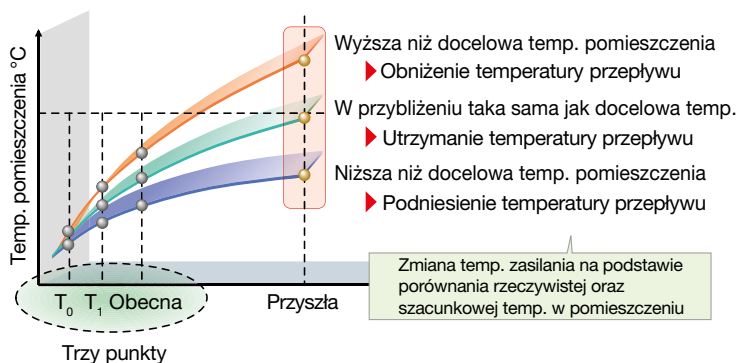 Temp. pomieszczenia °C
Wyższa niż docelowa temp. pomieszczenia
Obniżenie temperatury przepływu
W przybliżeniu taka sama jak docelowa temp.
Utrzymanie temperatury przepływu
Niższa niż docelowa temp. pomieszczenia
Podniesienie temperatury przepływu
T₀ T₁ Obecna Przyszła
Zmiana temp. zasilania na podstawie
porównania rzeczywistej oraz
szacunkowej temp. w pomieszczeniu
Trzy punkty